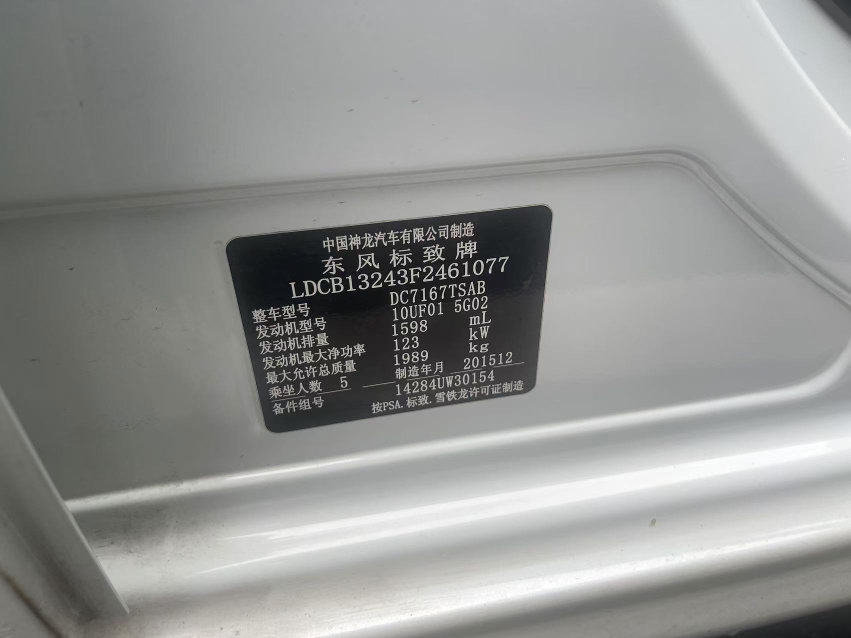 中国神龙汽车有限公司制造
东风标致牌
LDCB13243F2461077
整车型号 DC7167TSAB
发动机型号 10UF01 5G02
发动机排量 1598 mL
发动机最大净功率 123 kW
最大允许总质量 1989 kg
乘坐人数 5 制造年月 201512
备件组号 14284UW30154
按PSA.标致.雪铁龙许可证制造